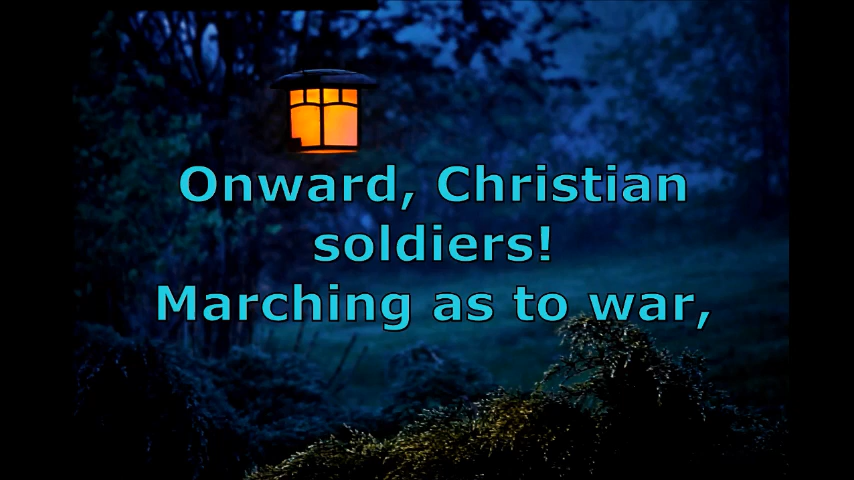 Onward, Christian
soldiers!
Marching as to war,